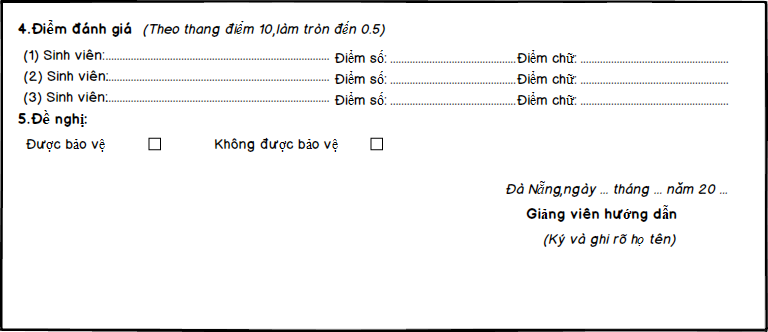 4.Điểm đánh giá (Theo thang điểm 10,làm tròn đến 0.5)
(1) Sinh viên:........................................................ Điểm số: ................................Điểm chữ: ......................................
(2) Sinh viên:........................................................ Điểm số: ................................Điểm chữ: ......................................
(3) Sinh viên:........................................................ Điểm số: ................................Điểm chữ: ......................................
5.Đề nghị:
Được bảo vệ ☐ Không được bảo vệ ☐
Đà Nẵng,ngày ... tháng ... năm 20 ...
Giảng viên hướng dẫn
(Ký và ghi rõ họ tên)